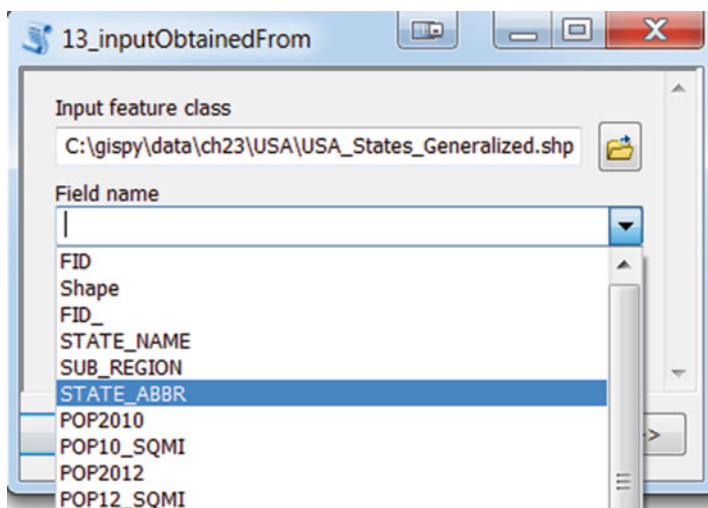 13_inputObtainedFrom
Input feature class
C:\gispy\data\ch23\USA\USA_States_Generalized.shp
Field name
FID
Shape
FID_
STATE_NAME
SUB_REGION
STATE_ABBR
POP2010
POP10_SQMI
POP2012
POP12_SQMI
>